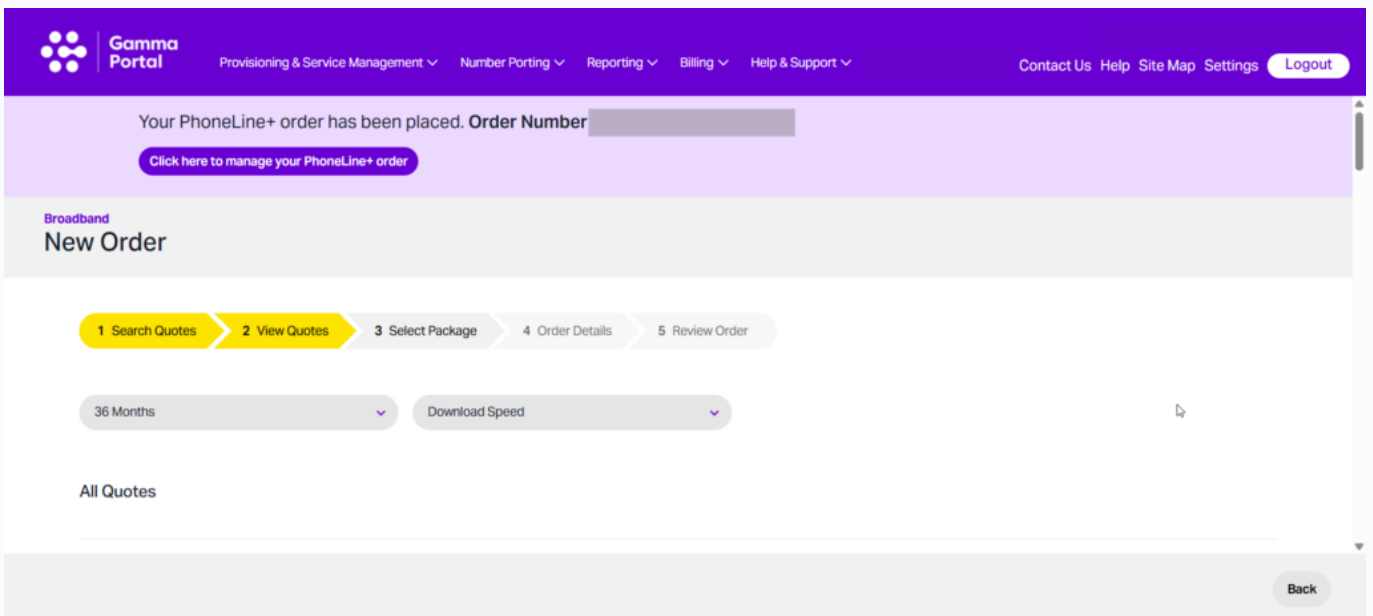 Gamma
Portal
Provisioning & Service Management Number Porting Reporting Billing Help & Support
Contact Us Help Site Map Settings Logout
Your PhoneLine+ order has been placed. Order Number
Click here to manage your PhoneLine+ order
Broadband
New Order
1 Search Quotes 2 View Quotes 3 Select Package 4 Order Details 5 Review Order
36 Months Download Speed
All Quotes
Back